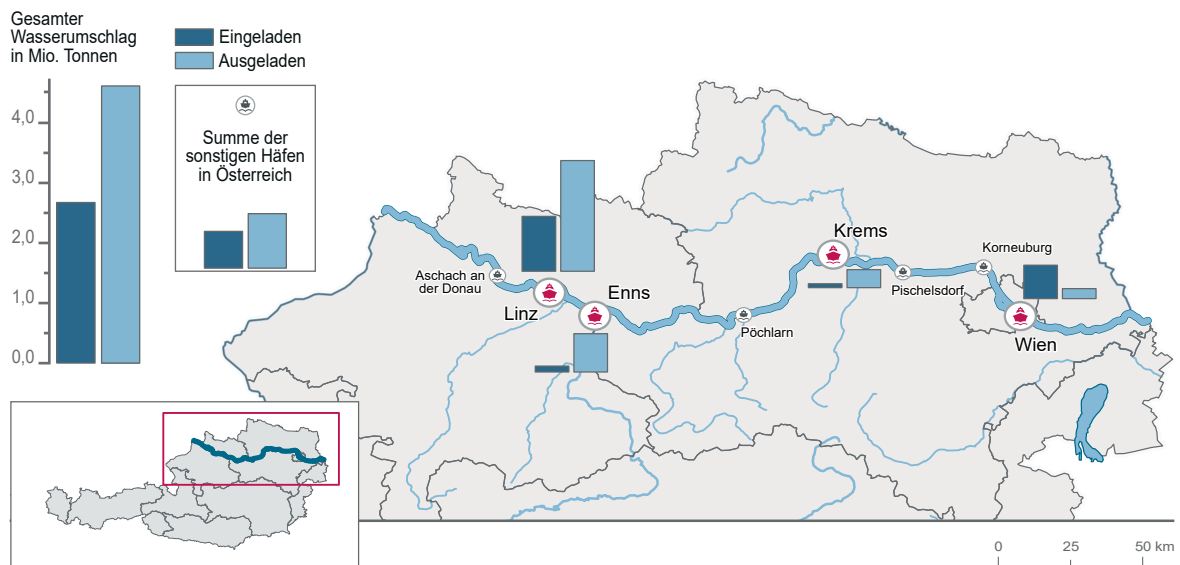 Gesamter
Wasserumschlag
in Mio. Tonnen
Eingeladen
Ausgeladen
4,0
3,0
2,0
1,0
0,0
Summe der
sonstigen Häfen
in Österreich
Aschach an
der Donau
Linz
Enns
Pöchlarn
Krems
Pischelsdorf
Korneuburg
Wien
0 25 50 km